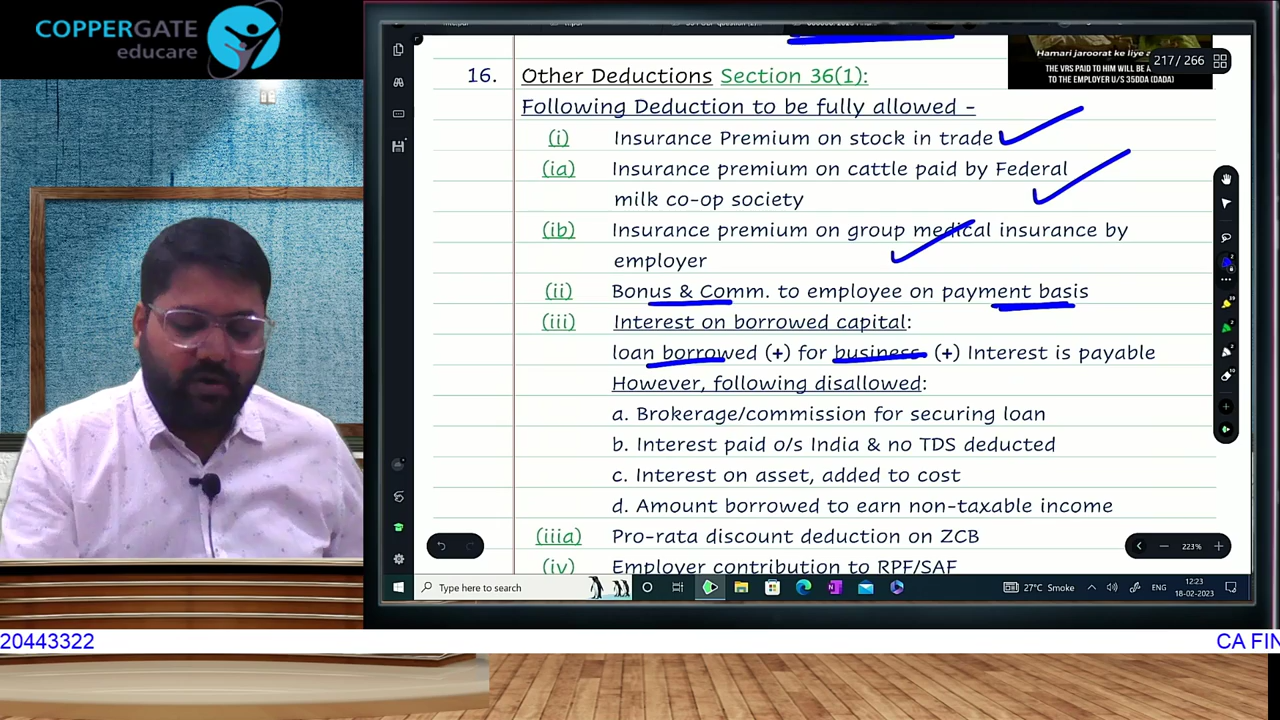 COPPERGATE
educare
Hamari jaroorat ke liye
THE VRS PAID TO HIM WILL BE
TO THE EMPLOYER U/S 35DDA (DADA)
217 / 266
16. Other Deductions Section 36(1):
Following Deduction to be fully allowed -
(i) Insurance Premium on stock in trade
(ia) Insurance premium on cattle paid by Federal
milk co-op society
(ib) Insurance premium on group medical insurance by
employer
(ii) Bonus & Comm. to employee on payment basis
(iii) Interest on borrowed capital:
loan borrowed (+) for business (+) Interest is payable
However, following disallowed:
a. Brokerage/commission for securing loan
b. Interest paid o/s India & no TDS deducted
c. Interest on asset, added to cost
d. Amount borrowed to earn non-taxable income
(iiia) Pro-rata discount deduction on ZCB
(iv) Employer contribution to RPF/SAF
223%
Type here to search
27°C Smoke
ENG
12:23
18-02-2023
20443322
CA FIN